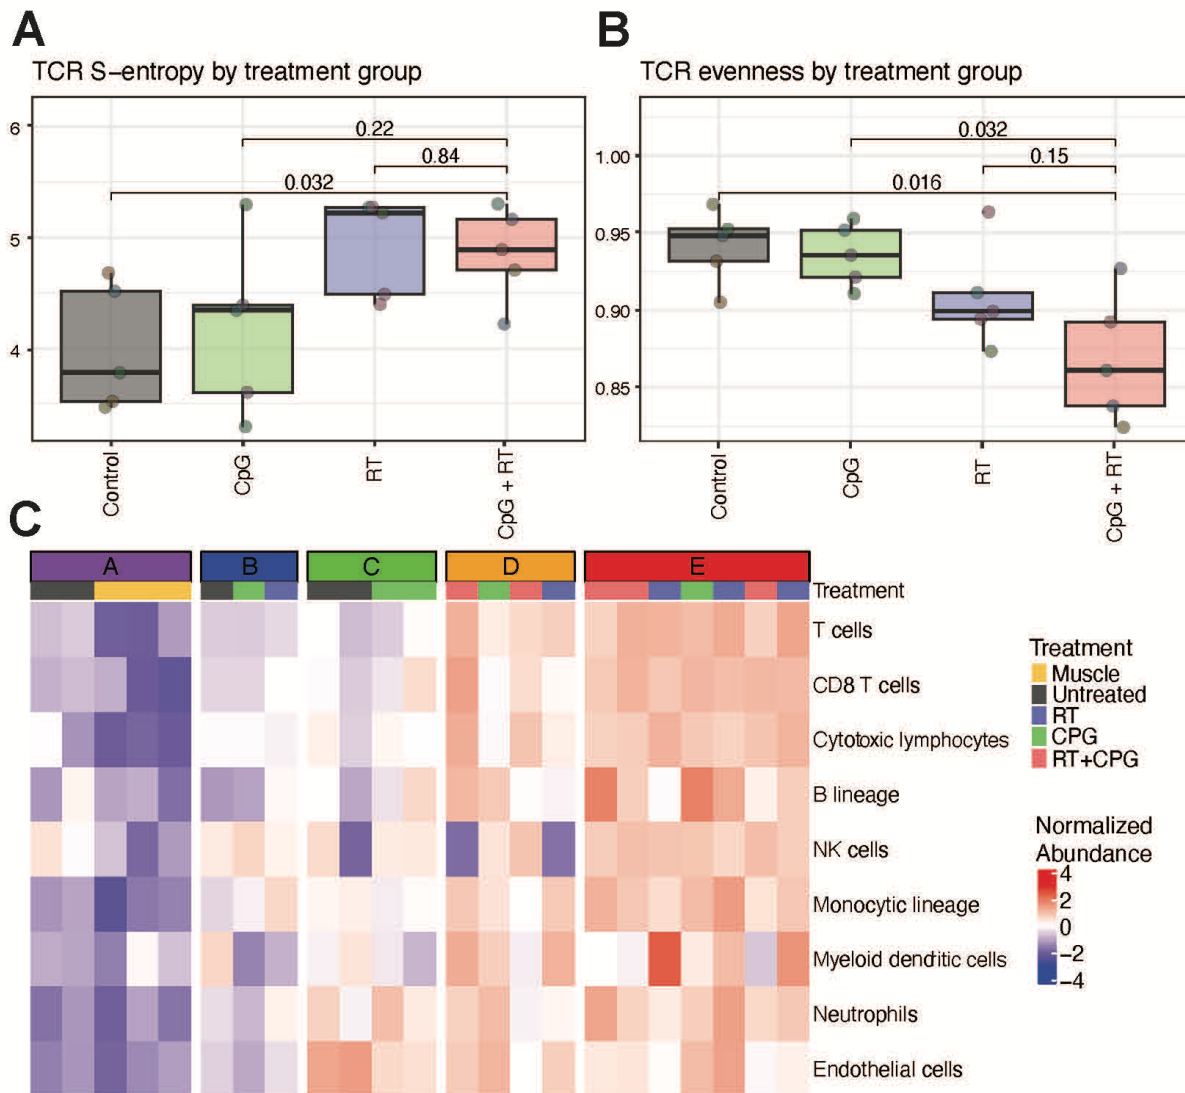 A
TCR S-entropy by treatment group
6
5
4
0.22
0.84
0.032
Control
CpG
RT
CpG + RT
B
TCR evenness by treatment group
1.00
0.95
0.90
0.85
0.032
0.15
0.016
Control
CpG
RT
CpG + RT
C
A B C D E
Treatment
T cells
CD8 T cells
Cytotoxic lymphocytes
B lineage
NK cells
Monocytic lineage
Myeloid dendritic cells
Neutrophils
Endothelial cells
Treatment
Muscle
Untreated
RT
CPG
RT+CPG
Normalized
Abundance
4
2
0
−2
−4